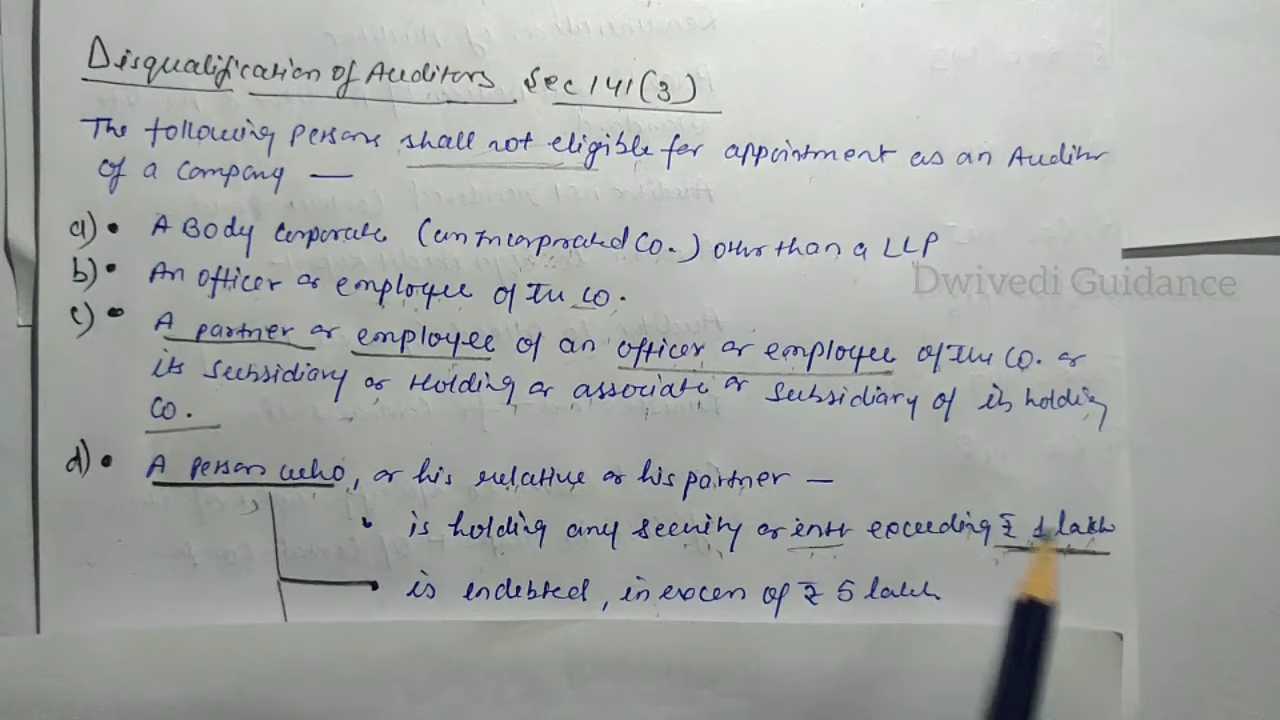 Disqualification of Auditors Sec 141(3)
The following persons shall not eligible for appointment as an Auditor
of a company —
a) • A Body corporate (an Incorporated Co.) other than a LLP
b) • An officer or employee of the co.
c) • A partner or employee of an officer or employee of the co. or
its subsidiary or Holding or associate or subsidiary of its holding
co.
d) • A person who, or his relative or his partner —
is holding any security or intr exceeding ₹ 1 lakh
is indebted, in excess of ₹ 5 lakh
Dwivedi Guidance